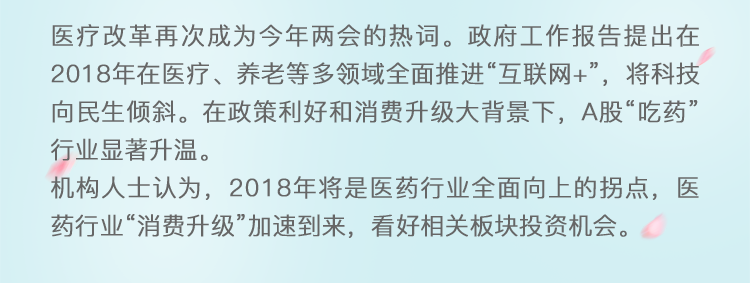 医疗改革再次成为今年两会的热词。政府工作报告提出在
2018年在医疗、养老等多领域全面推进“互联网+”，将科技
向民生倾斜。在政策利好和消费升级大背景下，A股“吃药”
行业显著升温。
机构人士认为，2018年将是医药行业全面向上的拐点，医
药行业“消费升级”加速到来，看好相关板块投资机会。